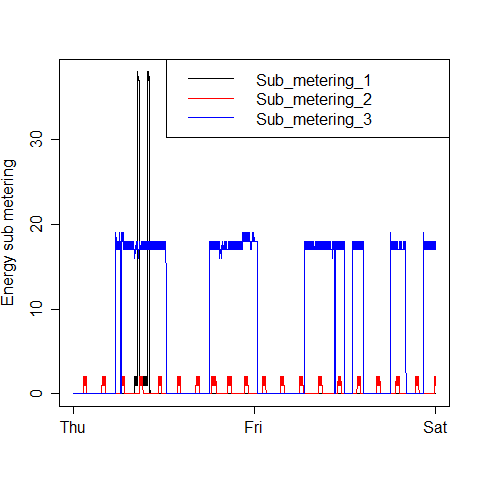 Sub_metering_1
Sub_metering_2
Sub_metering_3
Energy sub metering
30
20
10
0
Thu
Fri
Sat